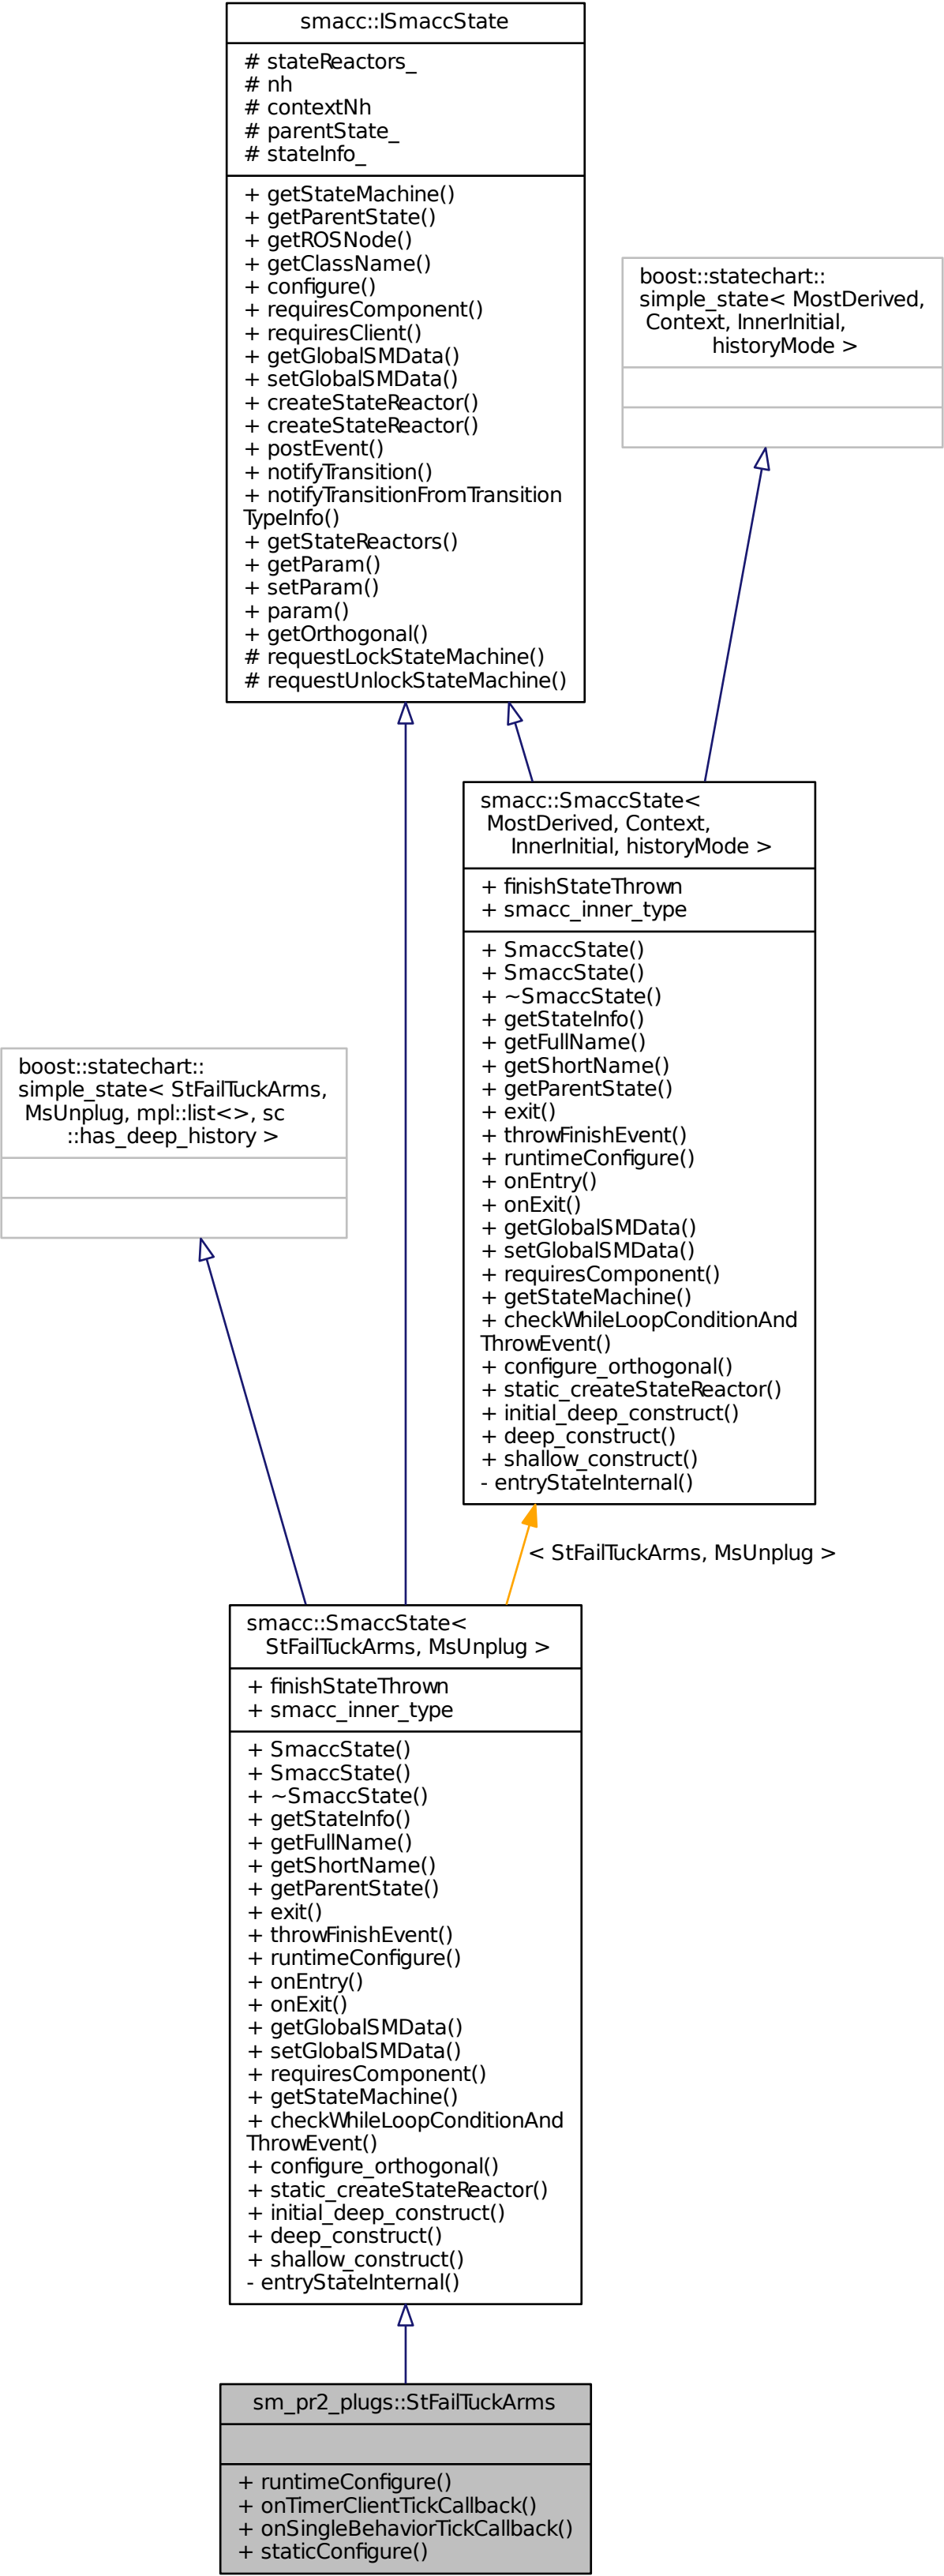 smacc::ISmaccState
# stateReactors_
# nh
# contextNh
# parentState_
# stateInfo_
+ getStateMachine()
+ getParentState()
+ getROSNode()
+ getClassName()
+ configure()
+ requiresComponent()
+ requiresClient()
+ getGlobalSMData()
+ setGlobalSMData()
+ createStateReactor()
+ createStateReactor()
+ postEvent()
+ notifyTransition()
+ notifyTransitionFromTransition
TypeInfo()
+ getStateReactors()
+ getParam()
+ setParam()
+ param()
+ getOrthogonal()
# requestLockStateMachine()
# requestUnlockStateMachine()
boost::statechart::
simple_state< MostDerived,
Context, InnerInitial,
historyMode >
smacc::SmaccState<
MostDerived, Context,
InnerInitial, historyMode >
+ finishStateThrown
+ smacc_inner_type
+ SmaccState()
+ SmaccState()
+ ~SmaccState()
+ getStateInfo()
+ getFullName()
+ getShortName()
+ getParentState()
+ exit()
+ throwFinishEvent()
+ runtimeConfigure()
+ onEntry()
+ onExit()
+ getGlobalSMData()
+ setGlobalSMData()
+ requiresComponent()
+ getStateMachine()
+ checkWhileLoopConditionAnd
ThrowEvent()
+ configure_orthogonal()
+ static_createStateReactor()
+ initial_deep_construct()
+ deep_construct()
+ shallow_construct()
- entryStateInternal()
boost::statechart::
simple_state< StFailTuckArms,
MsUnplug, mpl::list<>, sc
::has_deep_history >
< StFailTuckArms, MsUnplug >
smacc::SmaccState<
StFailTuckArms, MsUnplug >
+ finishStateThrown
+ smacc_inner_type
+ SmaccState()
+ SmaccState()
+ ~SmaccState()
+ getStateInfo()
+ getFullName()
+ getShortName()
+ getParentState()
+ exit()
+ throwFinishEvent()
+ runtimeConfigure()
+ onEntry()
+ onExit()
+ getGlobalSMData()
+ setGlobalSMData()
+ requiresComponent()
+ getStateMachine()
+ checkWhileLoopConditionAnd
ThrowEvent()
+ configure_orthogonal()
+ static_createStateReactor()
+ initial_deep_construct()
+ deep_construct()
+ shallow_construct()
- entryStateInternal()
sm_pr2_plugs::StFailTuckArms
+ runtimeConfigure()
+ onTimerClientTickCallback()
+ onSingleBehaviorTickCallback()
+ staticConfigure()